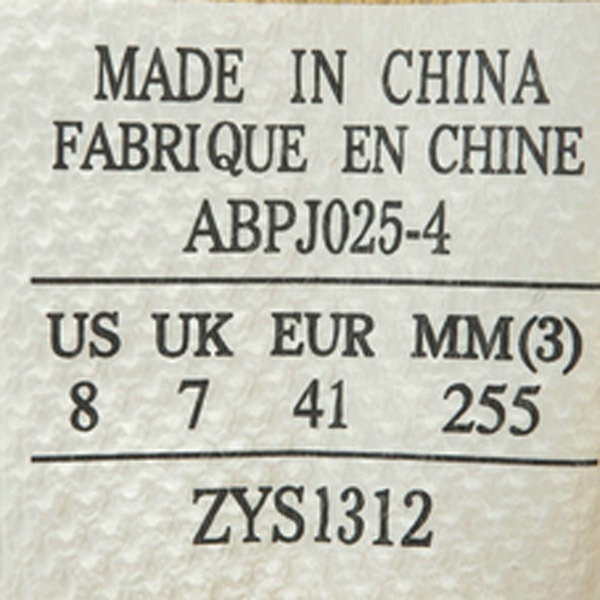 MADE IN CHINA
FABRIQUE EN CHINE
ABPJ025-4
US UK EUR MM(3)
8 7 41 255
ZYS1312